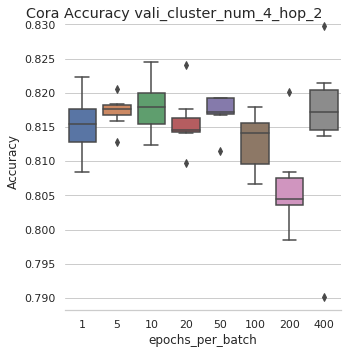 Cora Accuracy vali_cluster_num_4_hop_2
0.830
0.825
0.820
0.815
0.810
0.805
0.800
0.795
0.790
Accuracy
1 5 10 20 50 100 200 400
epochs_per_batch